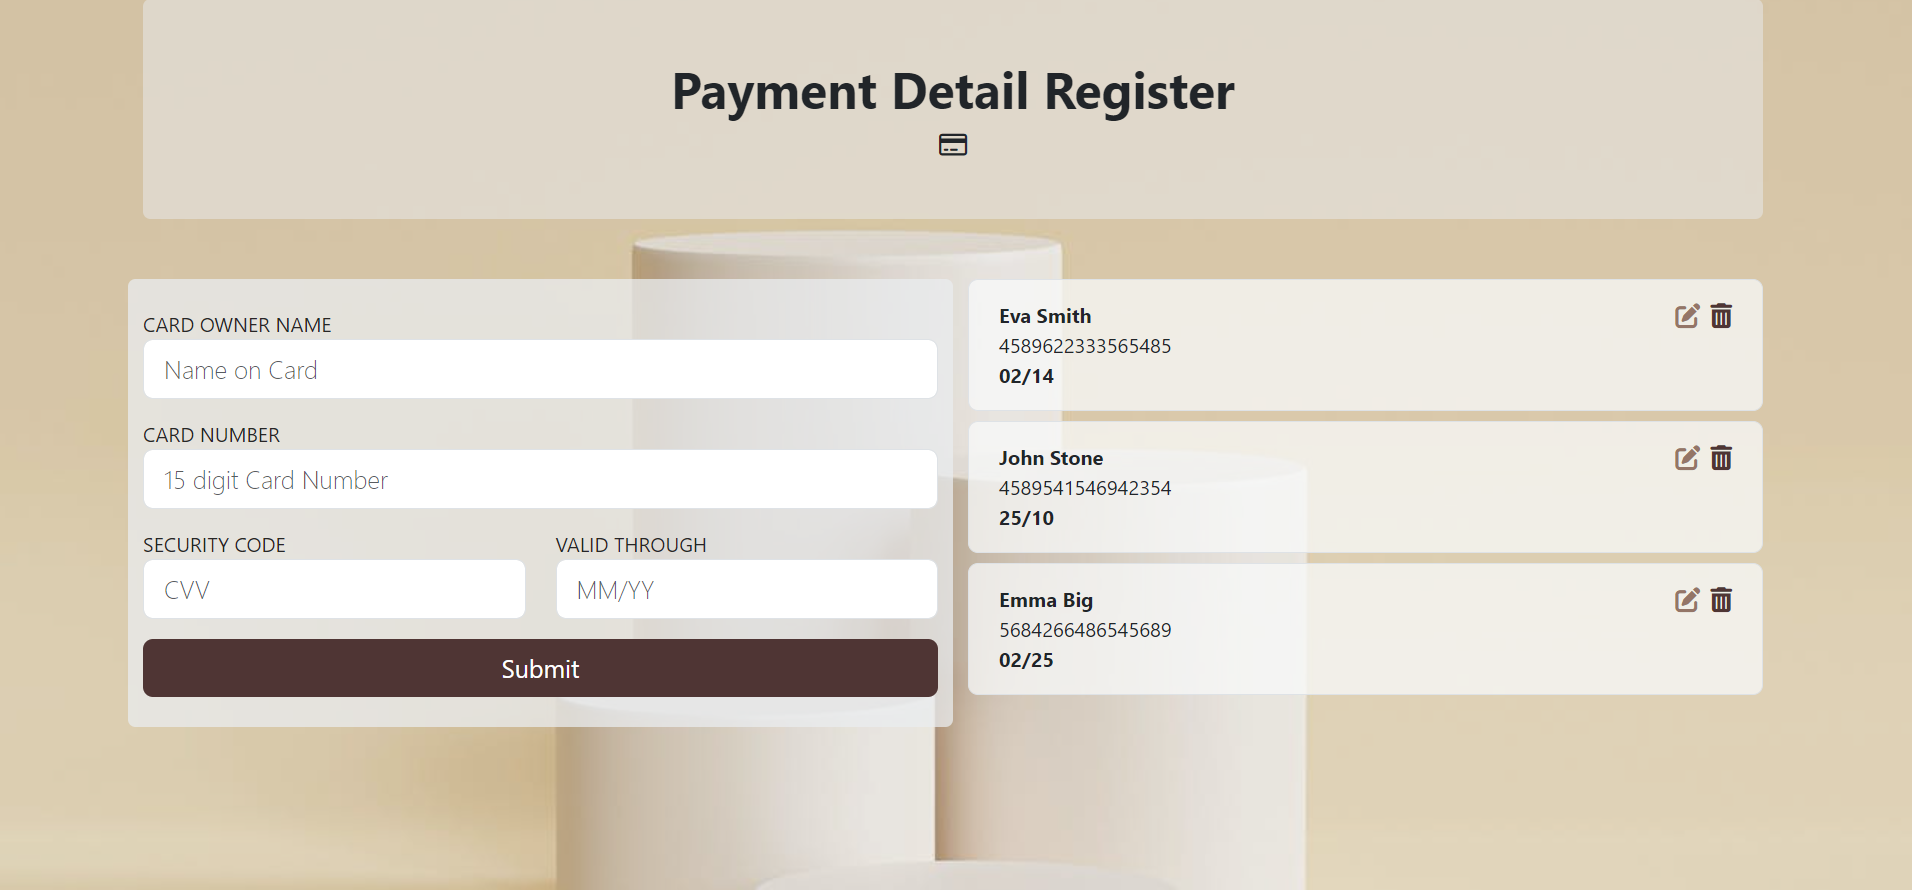 Payment Detail Register
CARD OWNER NAME
Name on Card
CARD NUMBER
15 digit Card Number
SECURITY CODE
VALID THROUGH
CVV
MM/YY
Submit
Eva Smith
4589622333565485
02/14
John Stone
4589541546942354
25/10
Emma Big
5684266486545689
02/25